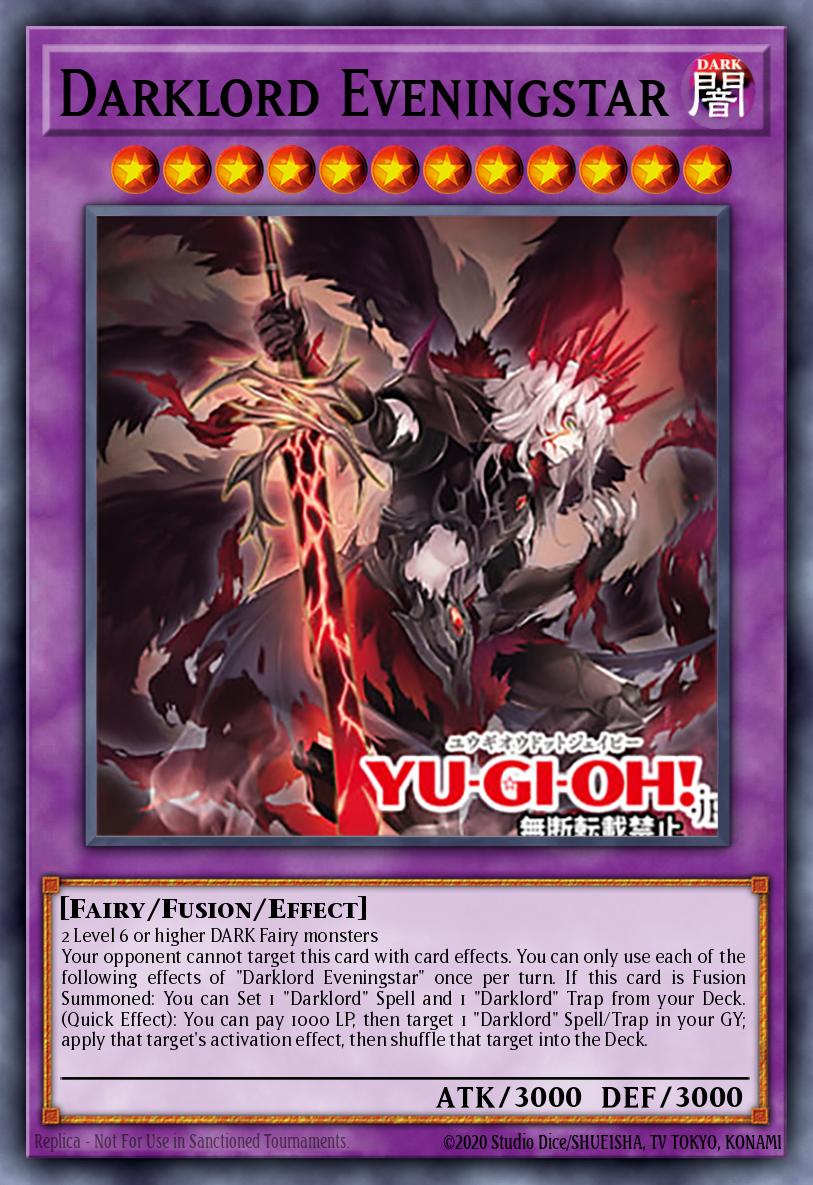 Darklord Eveningstar
DARK
闇
ユウギオウドットジェイピー
YU-GI-OH!.jp
無断転載禁止
[Fairy/Fusion/Effect]
2 Level 6 or higher DARK Fairy monsters
Your opponent cannot target this card with card effects. You can only use each of the
following effects of "Darklord Eveningstar" once per turn. If this card is Fusion
Summoned: You can Set 1 "Darklord" Spell and 1 "Darklord" Trap from your Deck.
(Quick Effect): You can pay 1000 LP, then target 1 "Darklord" Spell/Trap in your GY;
apply that target's activation effect, then shuffle that target into the Deck.
ATK/3000 DEF/3000
Replica - Not For Use in Sanctioned Tournaments.
©2020 Studio Dice/SHUEISHA, TV TOKYO, KONAMI